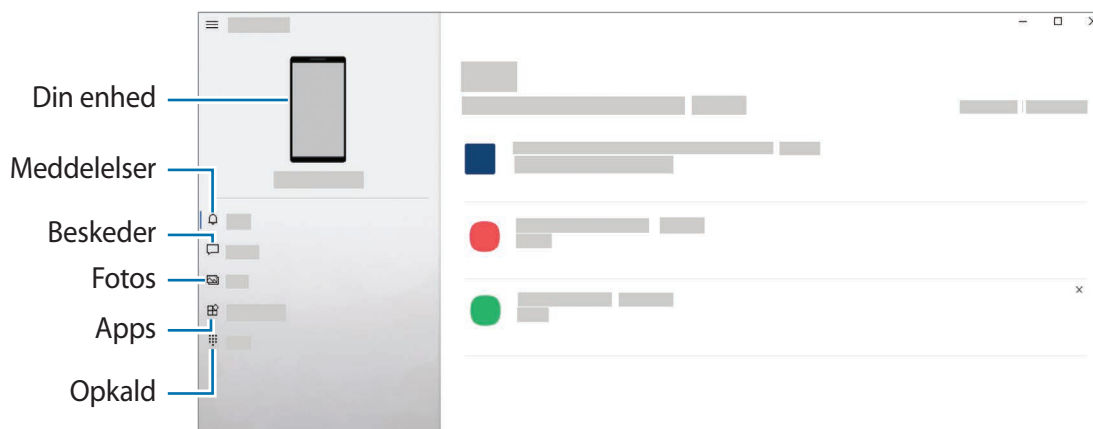 Din enhed
Meddelelser
Beskeder
Fotos
Apps
Opkald